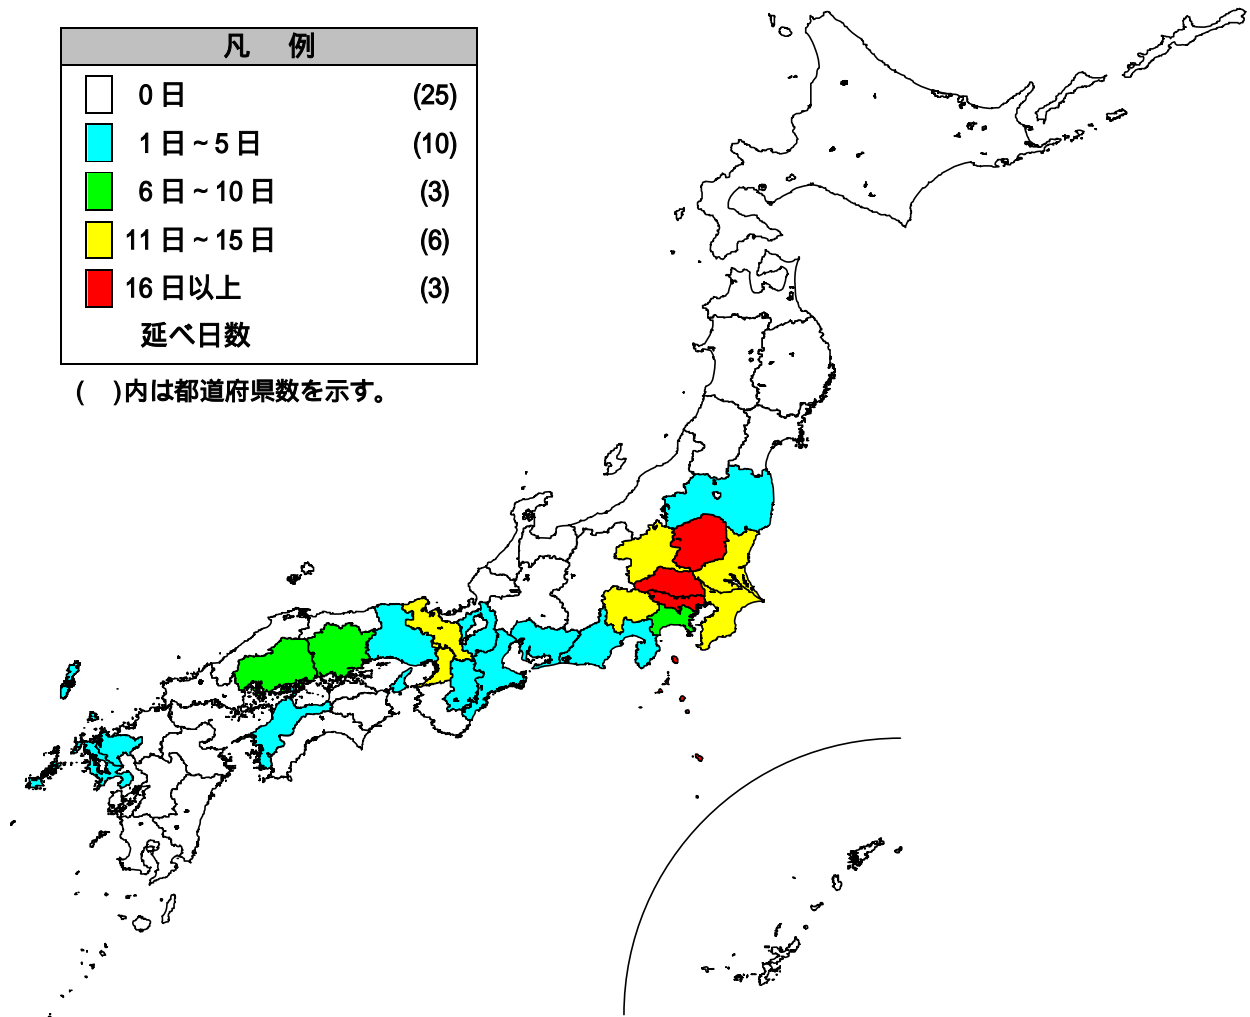 凡 例
0日 (25)
1日~5日 (10)
6日~10日 (3)
11日~15日 (6)
16日以上 (3)
延べ日数
( )内は都道府県数を示す。